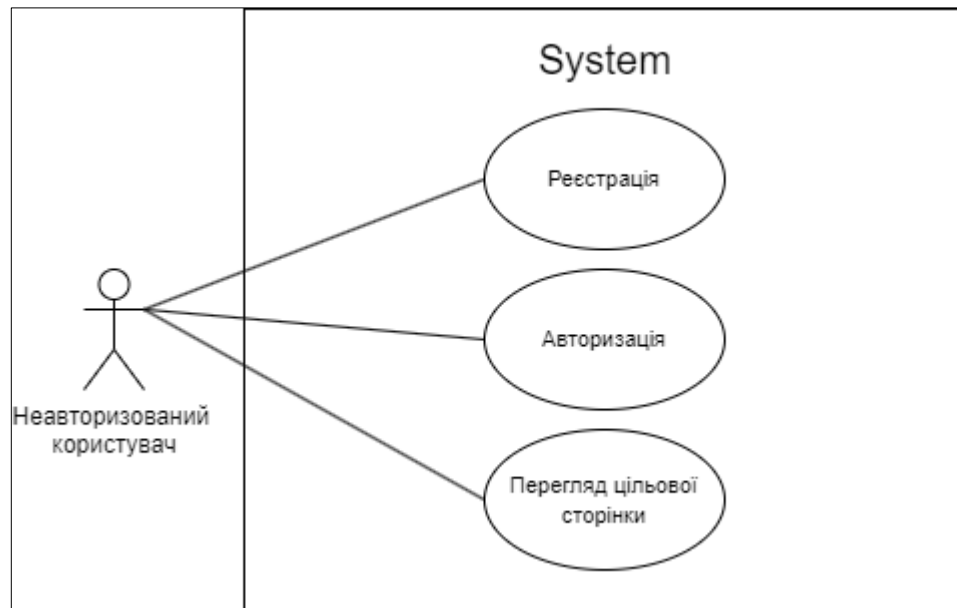 System
Реєстрація
Авторизація
Неавторизований
користувач
Перегляд цільової
сторінки